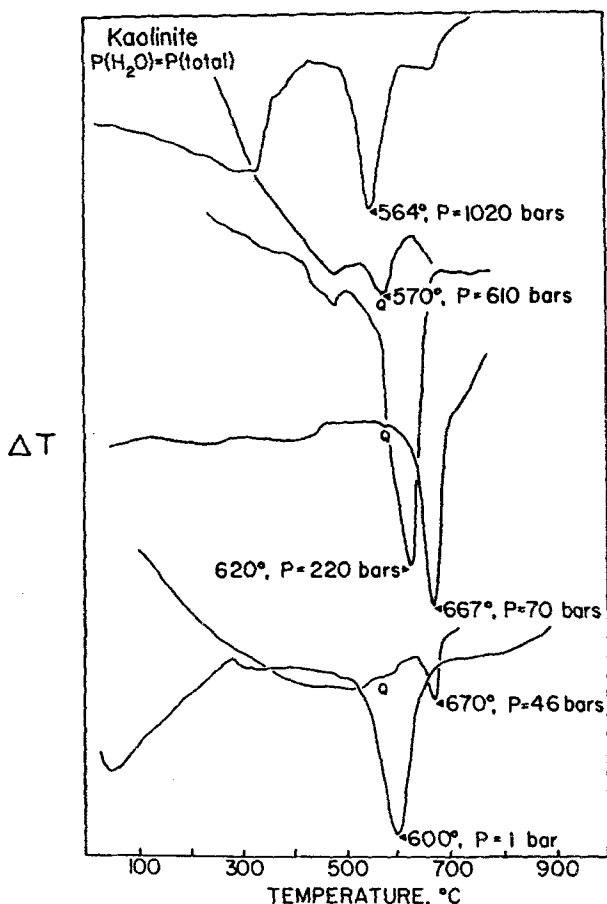 Kaolinite
P(H₂O)=P(total)
564°, P=1020 bars
570°, P=610 bars
Q
ΔT
Q
620°, P=220 bars
667°, P=70 bars
Q
670°, P=46 bars
600°, P=1 bar
100 300 500 700 900
TEMPERATURE, °C